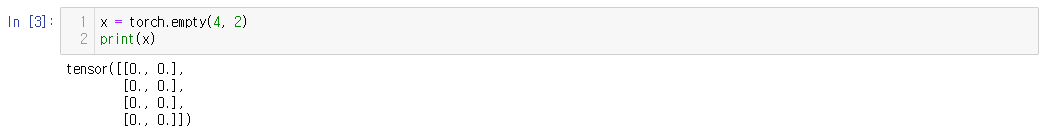 In [3]:
1 x = torch.empty(4, 2)
2 print(x)
tensor([[0., 0.],
        [0., 0.],
        [0., 0.],
        [0., 0.]])